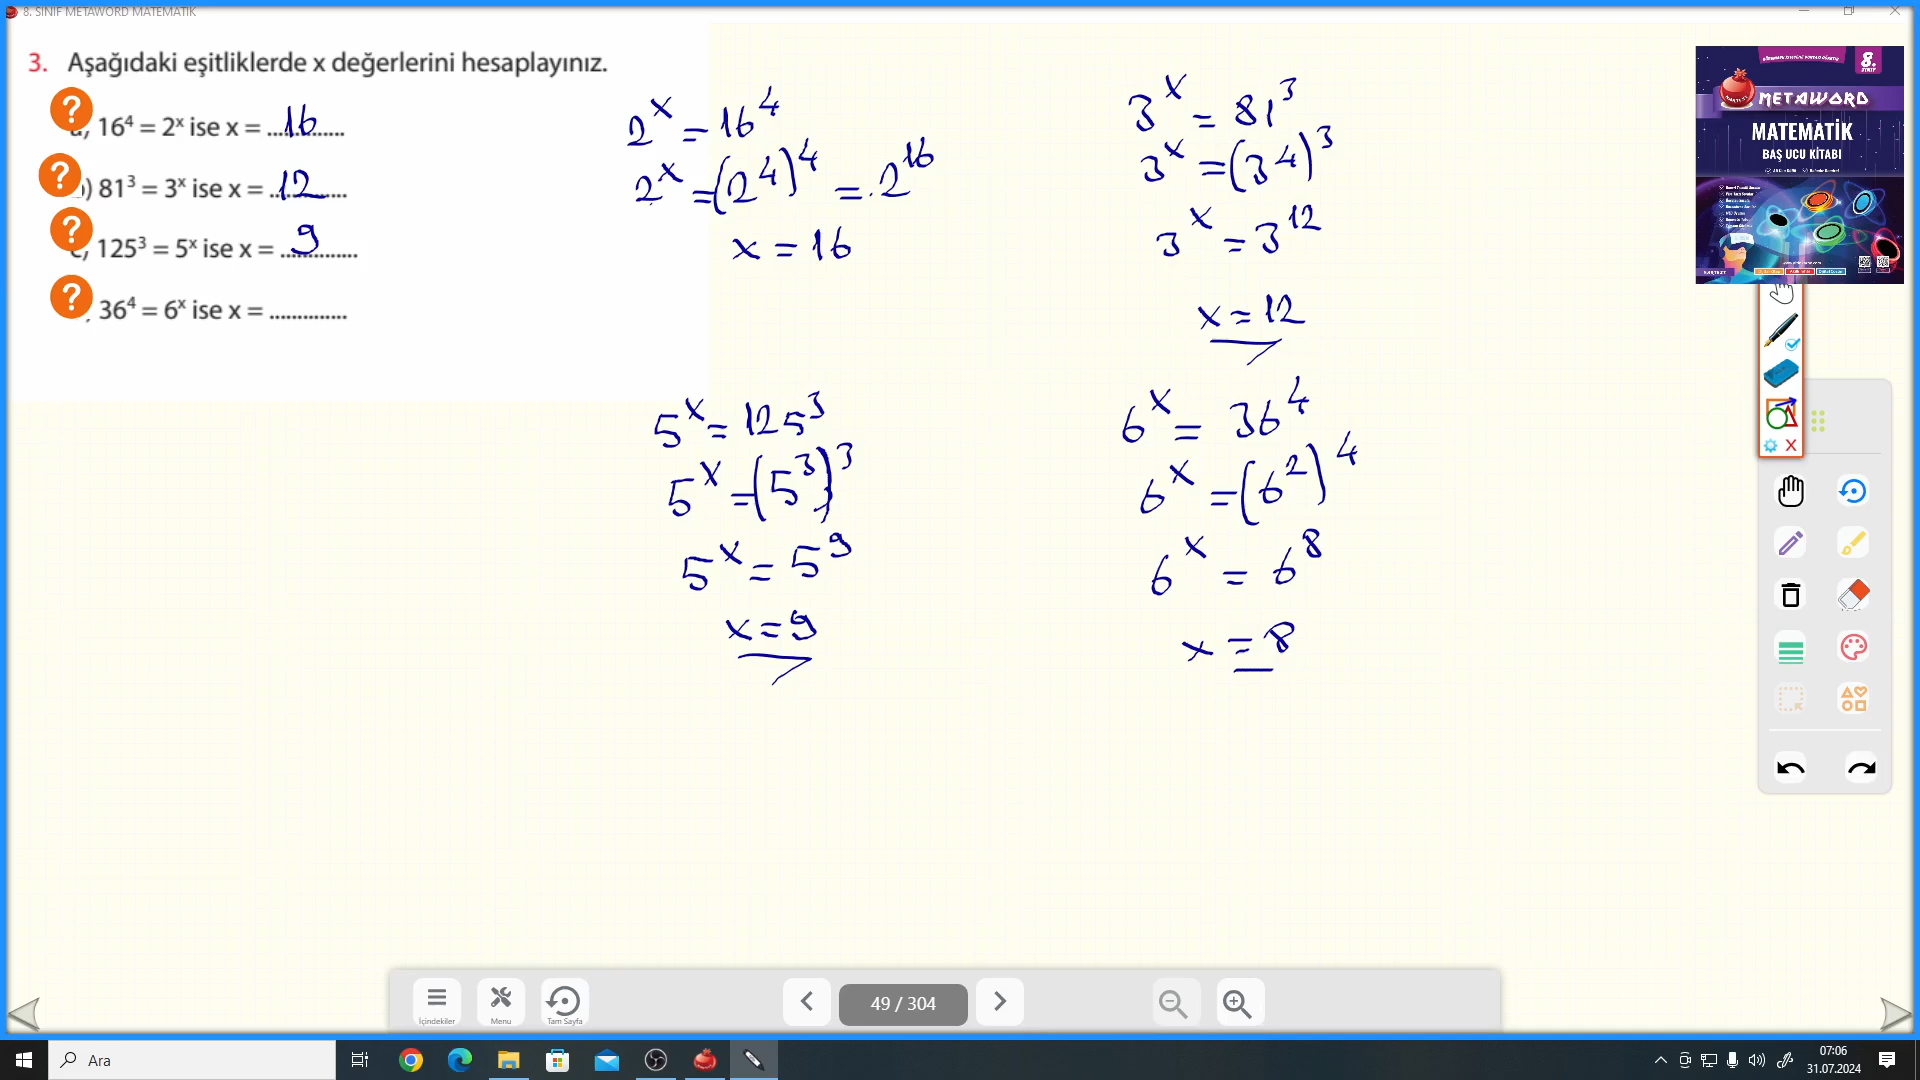 8. SINIF METAWORD MATEMATİK
3. Aşağıdaki eşitliklerde x değerlerini hesaplayınız.
? 16⁴ = 2ˣ ise x = ....16.......
? ) 81³ = 3ˣ ise x = ..12..........
? 125³ = 5ˣ ise x = ...9..........
? 36⁴ = 6ˣ ise x = ..............
2ˣ = 16⁴
2ˣ = (2⁴)⁴ = 2¹⁶
x = 16
3ˣ = 81³
3ˣ = (3⁴)³
3ˣ = 3¹²
x = 12
5ˣ = 125³
5ˣ = (5³)³
5ˣ = 5⁹
x = 9
6ˣ = 36⁴
6ˣ = (6²)⁴
6ˣ = 6⁸
x = 8
8.
SINIF
METAWORD
MATEMATİK
BAŞ UCU KİTABI
İçindekiler
Menu
Tam Sayfa
49 / 304
Ara
07:06
31.07.2024